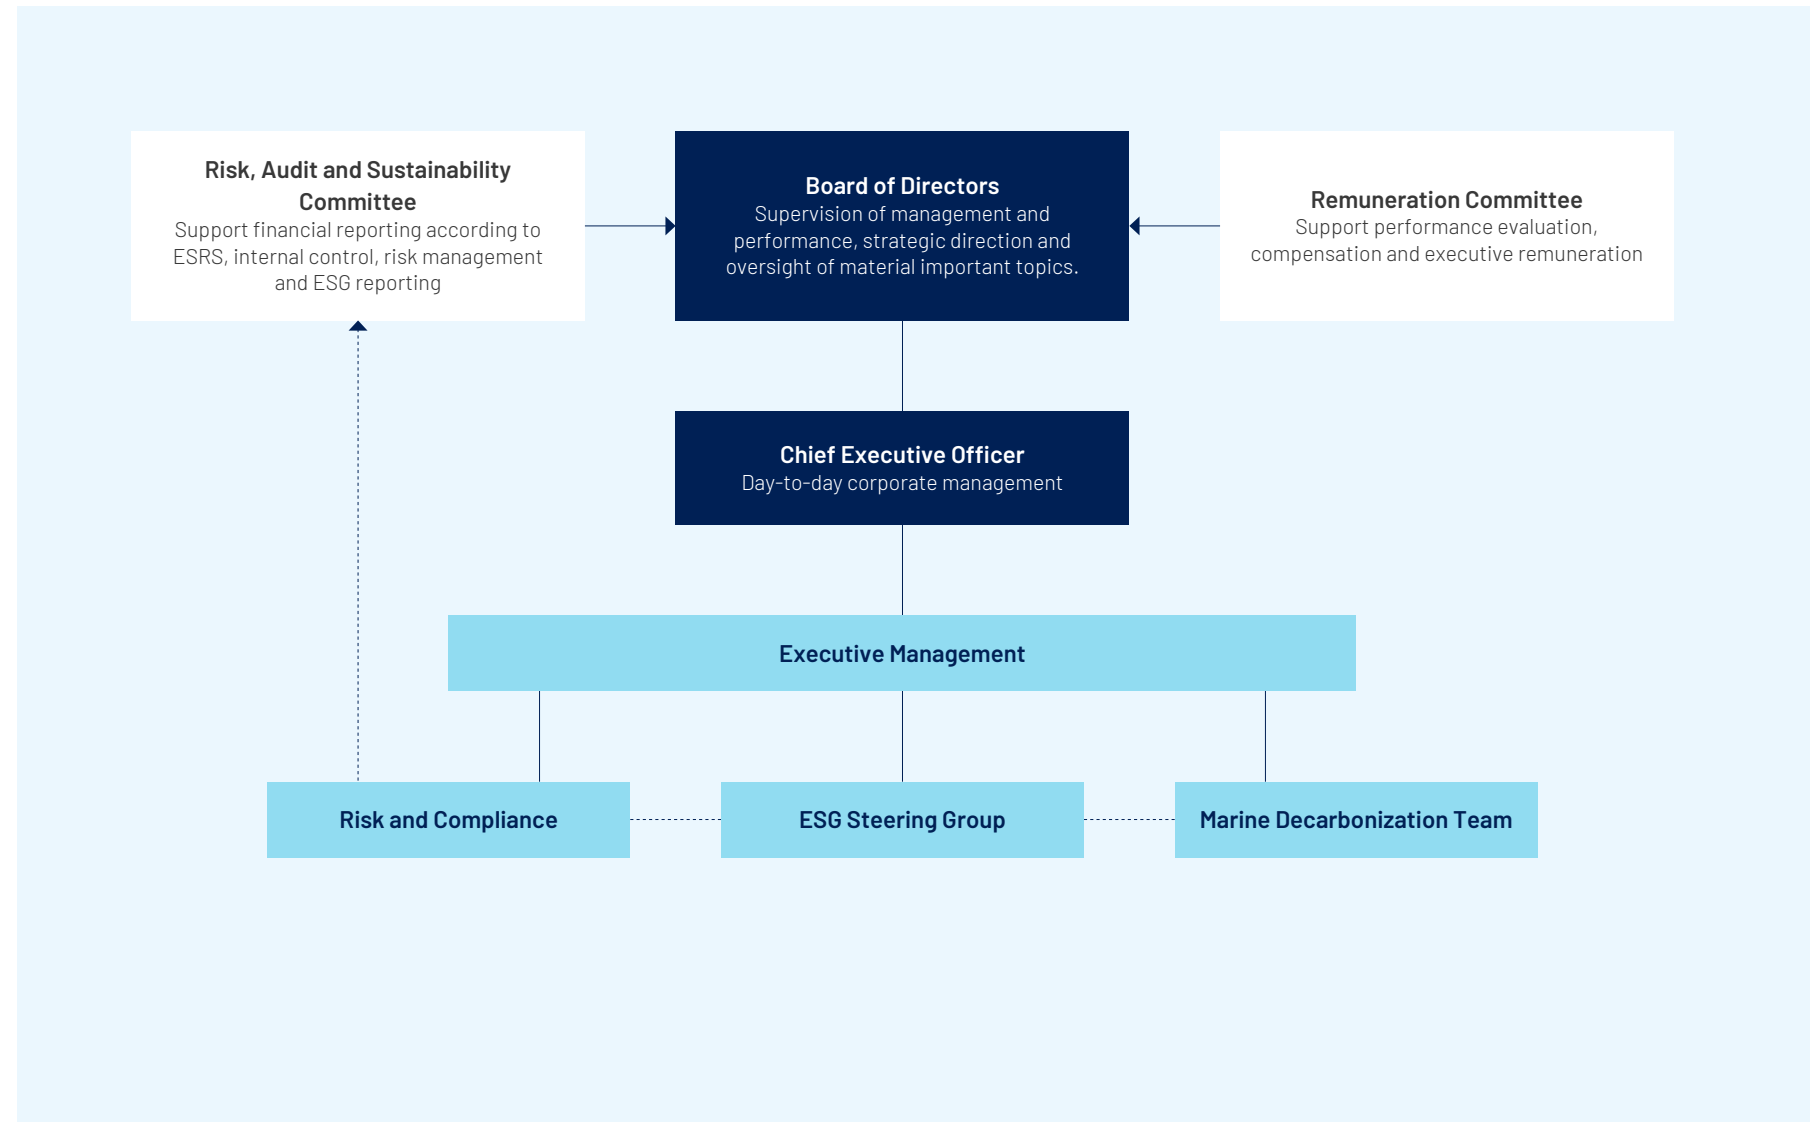 Risk, Audit and Sustainability
Committee
Support financial reporting according to
ESRS, internal control, risk management
and ESG reporting
Board of Directors
Supervision of management and
performance, strategic direction and
oversight of material important topics.
Remuneration Committee
Support performance evaluation,
compensation and executive remuneration
Chief Executive Officer
Day-to-day corporate management
Executive Management
Risk and Compliance
ESG Steering Group
Marine Decarbonization Team